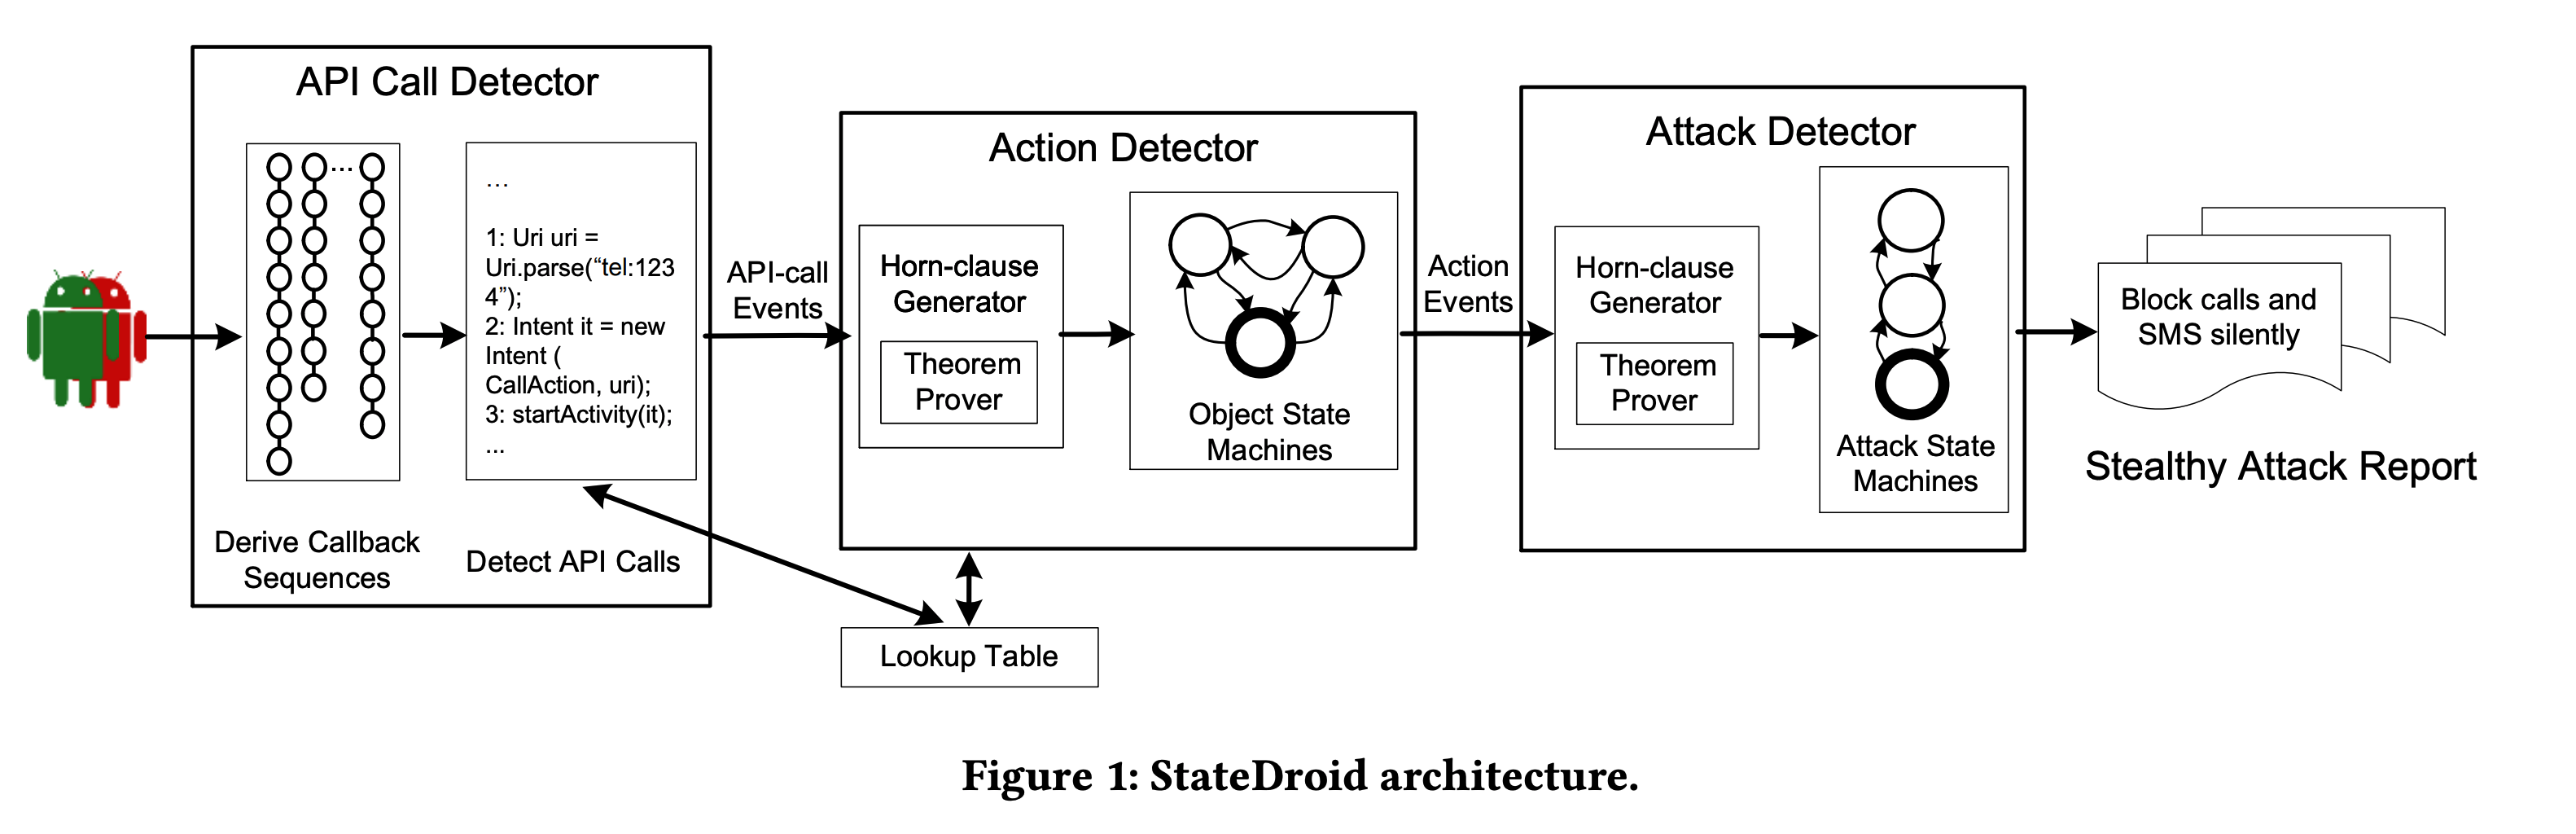 API Call Detector
...
...
1: Uri uri =
Uri.parse(“tel:123
4”);
2: Intent it = new
Intent (
CallAction, uri);
3: startActivity(it);
...
Derive Callback
Sequences
Detect API Calls
API-call
Events
Action Detector
Horn-clause
Generator
Theorem
Prover
Object State
Machines
Lookup Table
Action
Events
Attack Detector
Horn-clause
Generator
Theorem
Prover
Attack State
Machines
Block calls and
SMS silently
Stealthy Attack Report
Figure 1: StateDroid architecture.